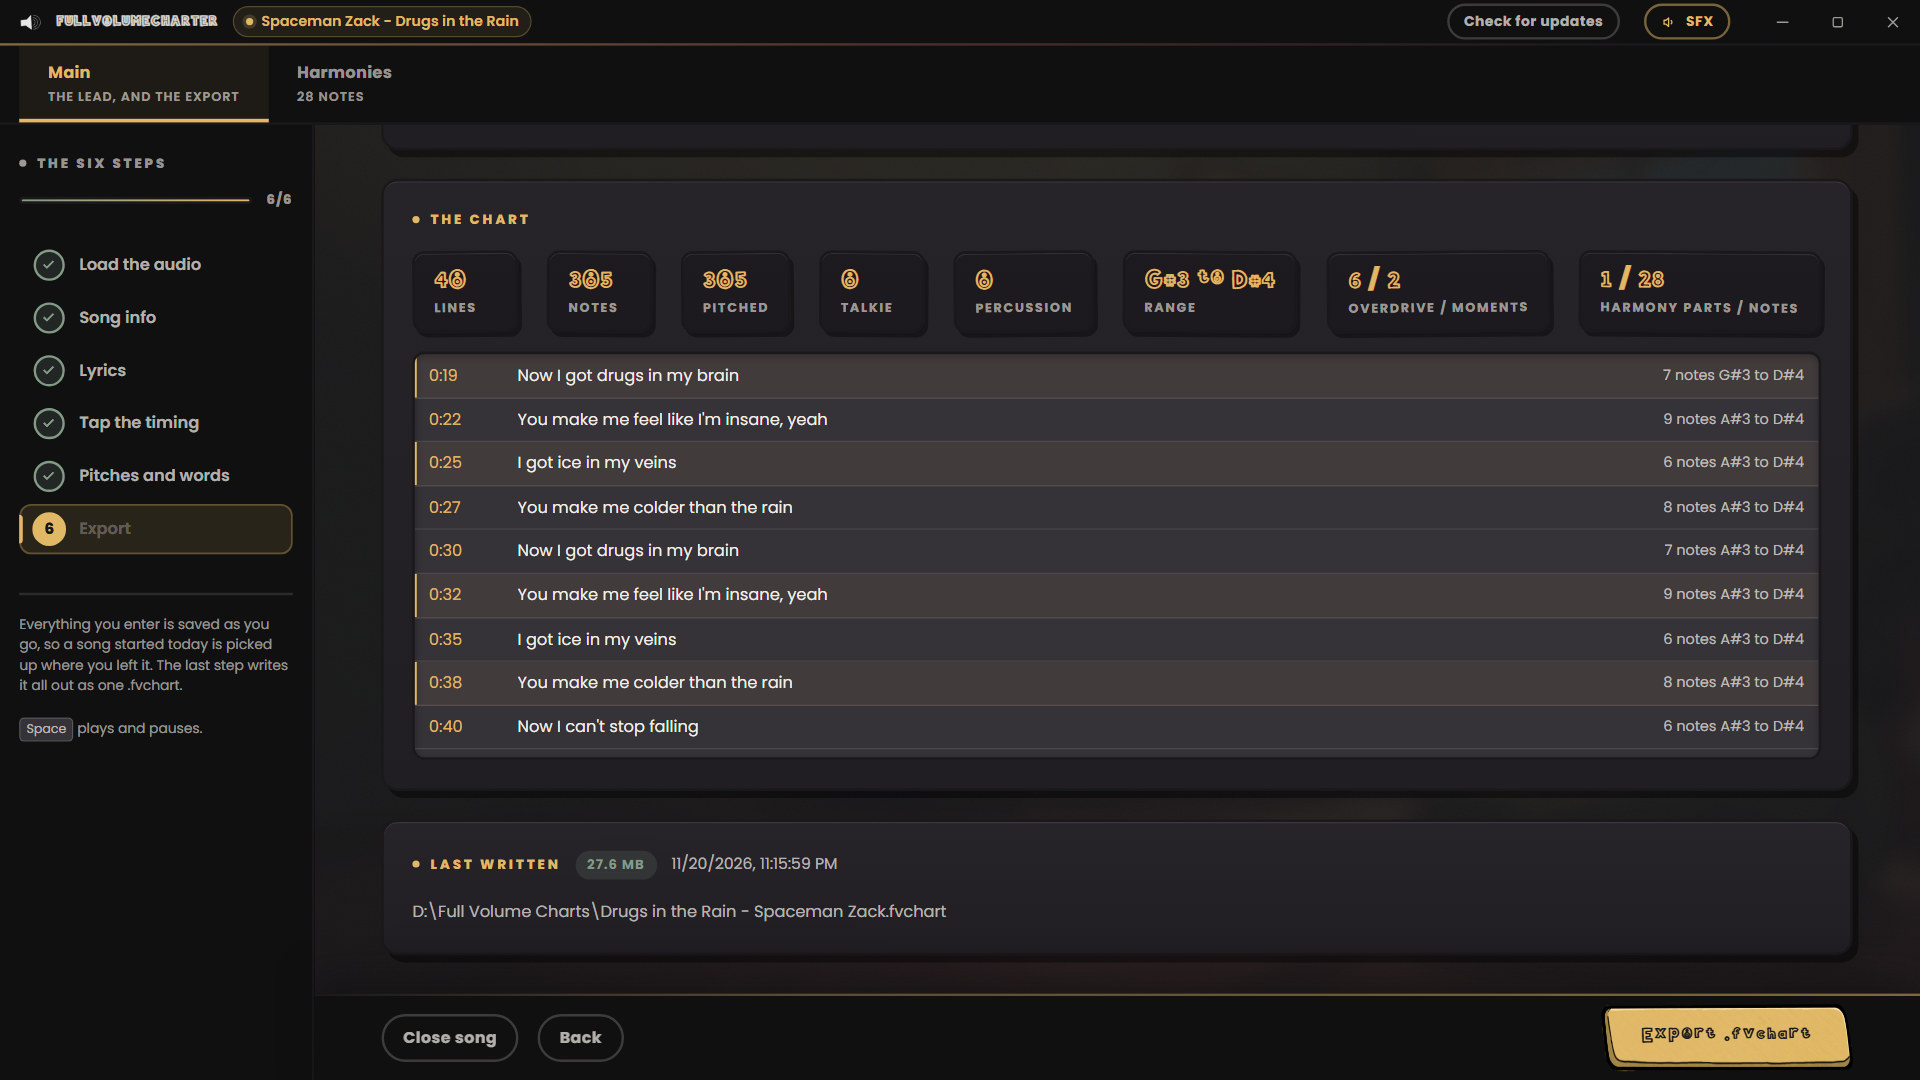 FULLVOLUMECHARTER
Spaceman Zack - Drugs in the Rain
Check for updates
SFX
Main
THE LEAD, AND THE EXPORT
Harmonies
28 NOTES
THE SIX STEPS
6/6
Load the audio
Song info
Lyrics
Tap the timing
Pitches and words
6
Export
Everything you enter is saved as you
go, so a song started today is picked
up where you left it. The last step writes
it all out as one .fvchart.
Space plays and pauses.
THE CHART
40
LINES
305
NOTES
305
PITCHED
0
TALKIE
0
PERCUSSION
G#3 to D#4
RANGE
6 / 2
OVERDRIVE / MOMENTS
1 / 28
HARMONY PARTS / NOTES
0:19 Now I got drugs in my brain 7 notes G#3 to D#4
0:22 You make me feel like I'm insane, yeah 9 notes A#3 to D#4
0:25 I got ice in my veins 6 notes A#3 to D#4
0:27 You make me colder than the rain 8 notes A#3 to D#4
0:30 Now I got drugs in my brain 7 notes A#3 to D#4
0:32 You make me feel like I'm insane, yeah 9 notes A#3 to D#4
0:35 I got ice in my veins 6 notes A#3 to D#4
0:38 You make me colder than the rain 8 notes A#3 to D#4
0:40 Now I can't stop falling 6 notes A#3 to D#4
LAST WRITTEN 27.6 MB 11/20/2026, 11:15:59 PM
D:\Full Volume Charts\Drugs in the Rain - Spaceman Zack.fvchart
Close song
Back
Export .fvchart